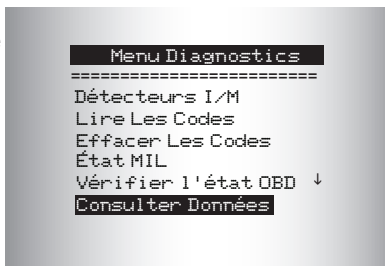 Menu Diagnostics
=========================
Détecteurs I/M
Lire Les Codes
Effacer Les Codes
État MIL
Vérifier l'état OBD ↓
Consulter Données